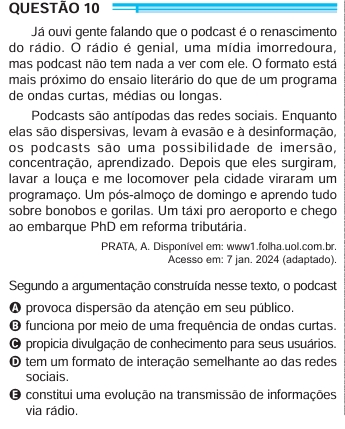 QUESTÃO 10
Já ouvi gente falando que o podcast é o renascimento
do rádio. O rádio é genial, uma mídia imorredoura,
mas podcast não tem nada a ver com ele. O formato está
mais próximo do ensaio literário do que de um programa
de ondas curtas, médias ou longas.
Podcasts são antípodas das redes sociais. Enquanto
elas são dispersivas, levam à evasão e à desinformação,
os podcasts são uma possibilidade de imersão,
concentração, aprendizado. Depois que eles surgiram,
lavar a louça e me locomover pela cidade viraram um
programaço. Um pós-almoço de domingo e aprendo tudo
sobre bonobos e gorilas. Um táxi pro aeroporto e chego
ao embarque PhD em reforma tributária.
PRATA, A. Disponível em: www1.folha.uol.com.br.
Acesso em: 7 jan. 2024 (adaptado).
Segundo a argumentação construída nesse texto, o podcast
A provoca dispersão da atenção em seu público.
B funciona por meio de uma frequência de ondas curtas.
C propicia divulgação de conhecimento para seus usuários.
D tem um formato de interação semelhante ao das redes
sociais.
E constitui uma evolução na transmissão de informações
via rádio.